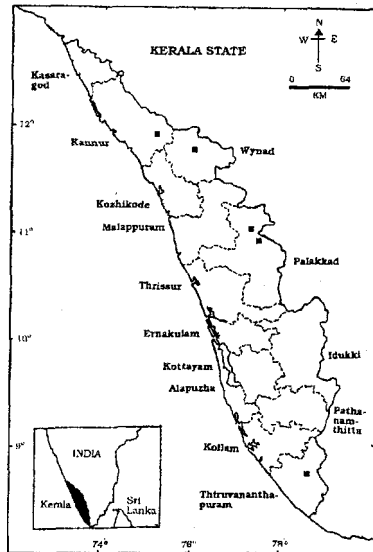 KERALA STATE
N
W E
S
0 64
KM
Kasara-
god
12°
Kannur
Wynad
Kozhikode
Malappuram
11°
Palakkad
Thrissur
Ernakulam
10°
Idukki
Kottayam
Alapuzha
Patha-
nam-
thitta
9°
Kollam
INDIA
Kerala
Sri
Lanka
Thiruvanantha-
puram
74° 76° 78°